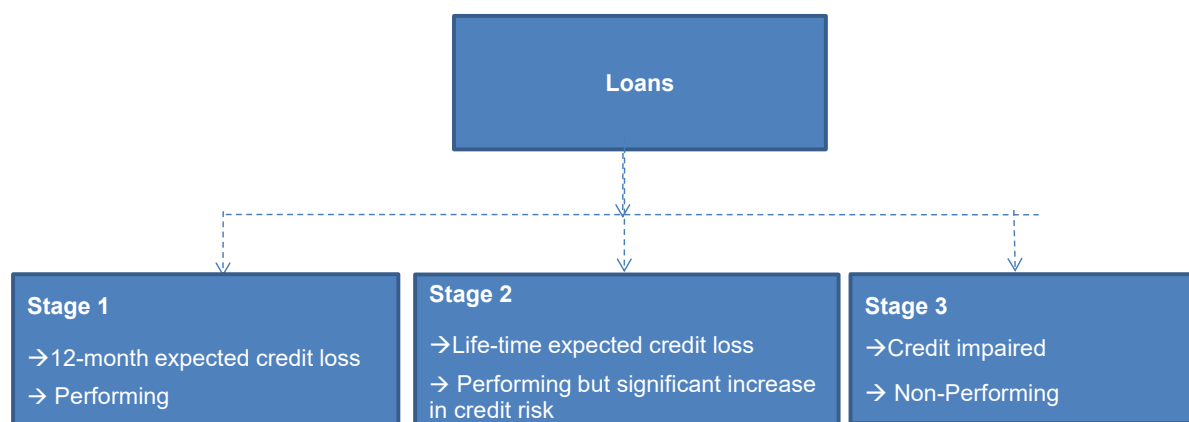 Loans
Stage 1
→12-month expected credit loss
→ Performing
Stage 2
→Life-time expected credit loss
→ Performing but significant increase
in credit risk
Stage 3
→Credit impaired
→ Non-Performing